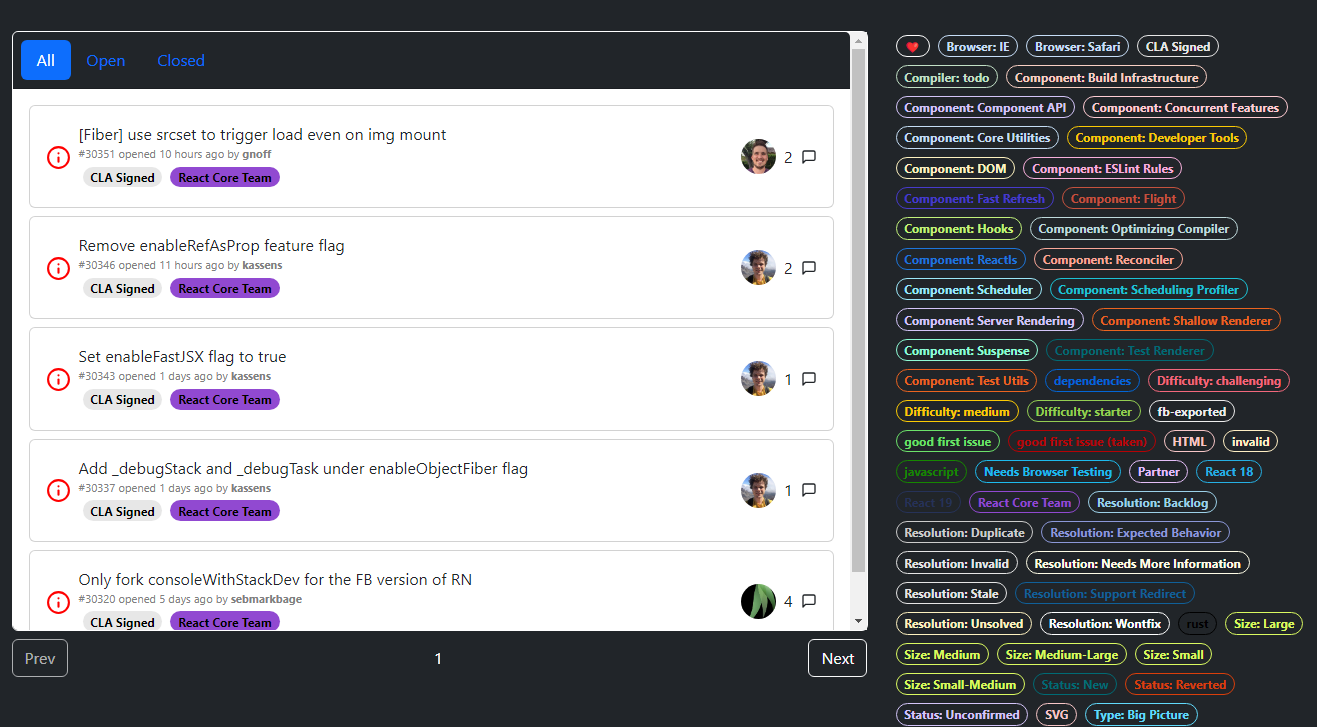 All Open Closed
[Fiber] use srcset to trigger load even on img mount
#30351 opened 10 hours ago by gnoff
CLA Signed React Core Team
2
Remove enableRefAsProp feature flag
#30346 opened 11 hours ago by kassens
CLA Signed React Core Team
2
Set enableFastJSX flag to true
#30343 opened 1 days ago by kassens
CLA Signed React Core Team
1
Add _debugStack and _debugTask under enableObjectFiber flag
#30337 opened 1 days ago by kassens
CLA Signed React Core Team
1
Only fork consoleWithStackDev for the FB version of RN
#30320 opened 5 days ago by sebmarkbage
CLA Signed React Core Team
4
Prev 1 Next
❤️ Browser: IE Browser: Safari CLA Signed
Compiler: todo Component: Build Infrastructure
Component: Component API Component: Concurrent Features
Component: Core Utilities Component: Developer Tools
Component: DOM Component: ESLint Rules
Component: Fast Refresh Component: Flight
Component: Hooks Component: Optimizing Compiler
Component: ReactIs Component: Reconciler
Component: Scheduler Component: Scheduling Profiler
Component: Server Rendering Component: Shallow Renderer
Component: Suspense Component: Test Renderer
Component: Test Utils dependencies Difficulty: challenging
Difficulty: medium Difficulty: starter fb-exported
good first issue good first issue (taken) HTML invalid
javascript Needs Browser Testing Partner React 18
React 19 React Core Team Resolution: Backlog
Resolution: Duplicate Resolution: Expected Behavior
Resolution: Invalid Resolution: Needs More Information
Resolution: Stale Resolution: Support Redirect
Resolution: Unsolved Resolution: Wontfix rust Size: Large
Size: Medium Size: Medium-Large Size: Small
Size: Small-Medium Status: New Status: Reverted
Status: Unconfirmed SVG Type: Big Picture